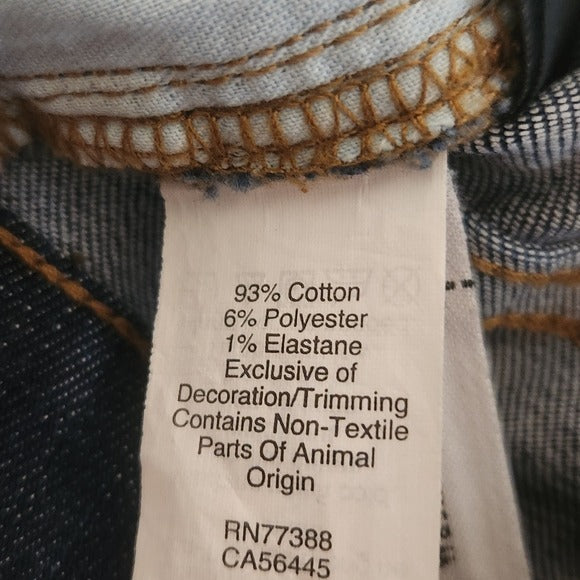 93% Cotton
6% Polyester
1% Elastane
Exclusive of
Decoration/Trimming
Contains Non-Textile
Parts Of Animal
Origin
RN77388
CA56445